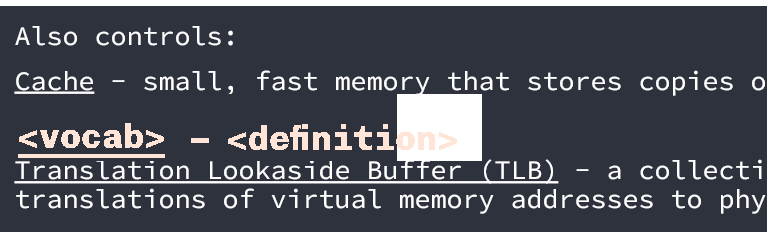 Also controls:
Cache - small, fast memory that stores copies o
<vocab> - <definition>
Translation Lookaside Buffer (TLB) - a collecti
translations of virtual memory addresses to phy